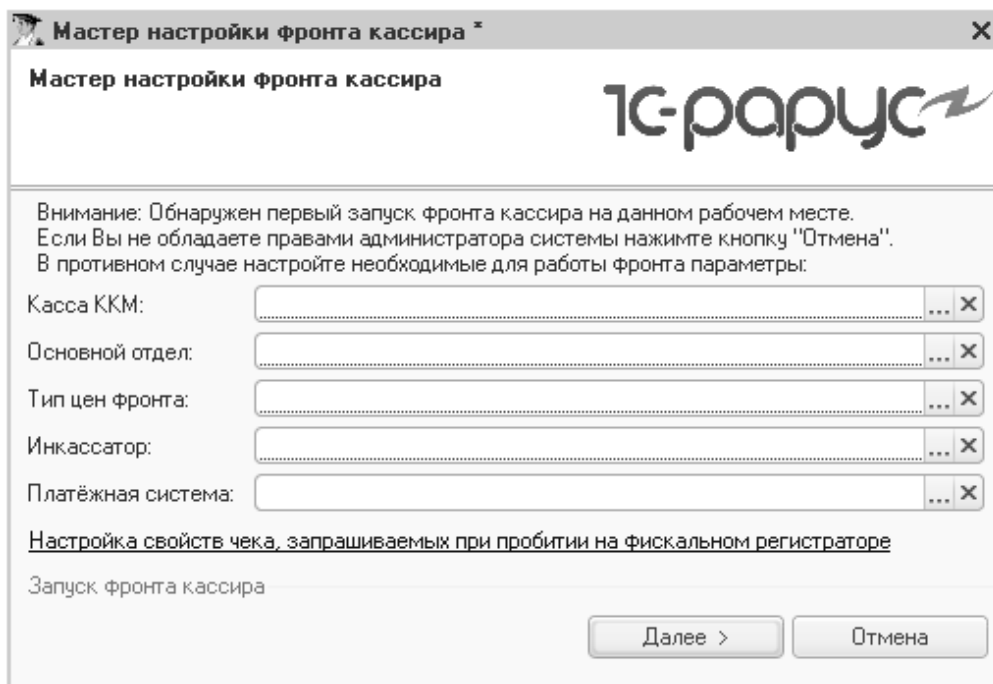 Мастер настройки фронта кассира *
Мастер настройки фронта кассира
1С-рарус
Внимание: Обнаружен первый запуск фронта кассира на данном рабочем месте.
Если Вы не обладаете правами администратора системы нажмите кнопку "Отмена".
В противном случае настройте необходимые для работы фронта параметры:
Касса ККМ:
...
Основной отдел:
...
Тип цен фронта:
...
Инкассатор:
...
Платёжная система:
...
Настройка свойств чека, запрашиваемых при пробитии на фискальном регистраторе
Запуск фронта кассира
Далее >
Отмена